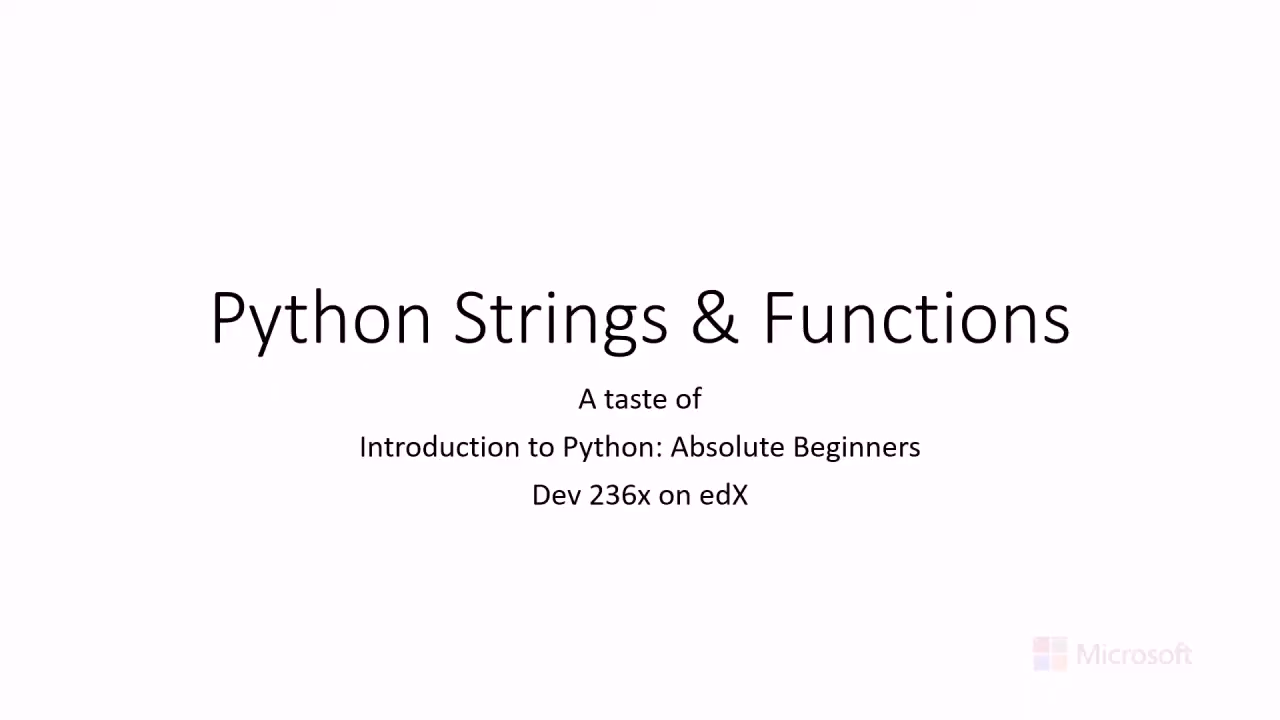 Python Strings & Functions
A taste of
Introduction to Python: Absolute Beginners
Dev 236x on edX
Microsoft